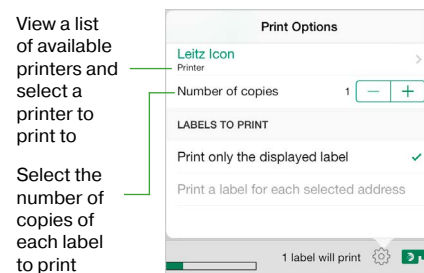 View a list
of available
printers and
select a
printer to
print to
Select the
number of
copies of
each label
to print
Print Options
Leitz Icon
Printer
Number of copies 1 — +
LABELS TO PRINT
Print only the displayed label
Print a label for each selected address
1 label will print